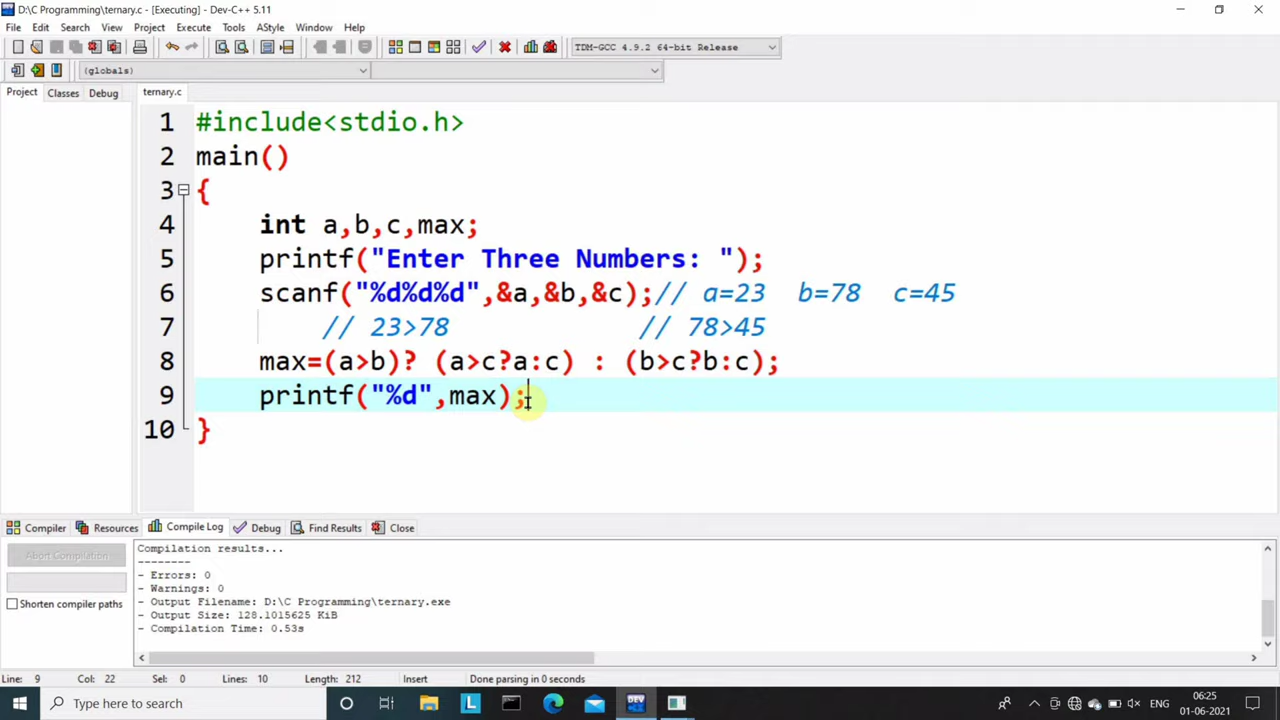 D:\C Programming\ternary.c - [Executing] - Dev-C++ 5.11
File Edit Search View Project Execute Tools AStyle Window Help
TDM-GCC 4.9.2 64-bit Release
(globals)
Project Classes Debug ternary.c
1 #include<stdio.h>
2 main()
3 {
4 int a,b,c,max;
5 printf("Enter Three Numbers: ");
6 scanf("%d%d%d",&a,&b,&c);// a=23 b=78 c=45
7 // 23>78 // 78>45
8 max=(a>b)? (a>c?a:c) : (b>c?b:c);
9 printf("%d",max);
10 }
Compiler Resources Compile Log Debug Find Results Close
Abort Compilation
Shorten compiler paths
Compilation results...
--------
- Errors: 0
- Warnings: 0
- Output Filename: D:\C Programming\ternary.exe
- Output Size: 128.1015625 KiB
- Compilation Time: 0.53s
Line: 9 Col: 22 Sel: 0 Lines: 10 Length: 212 Insert Done parsing in 0 seconds
Type here to search
ENG
06:25
01-06-2021